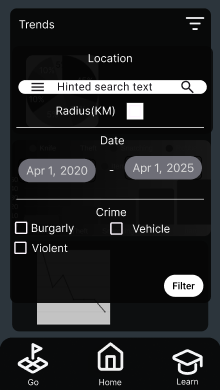 Trends
Location
Hinted search text
Radius(KM)
Date
Apr 1, 2020 - Apr 1, 2025
Crime
Burgarly Vehicle
Violent
Filter
Go Home Learn